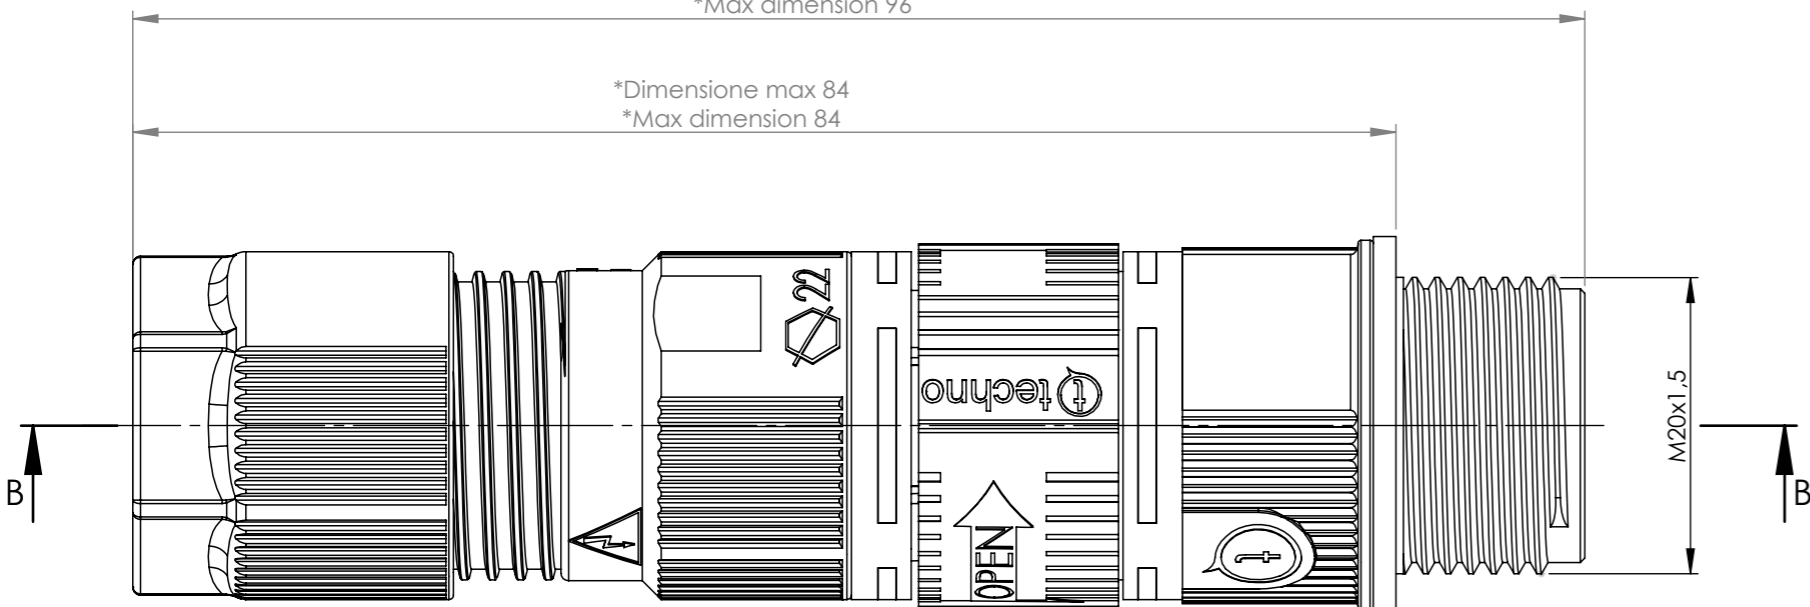 *Max dimension 96
*Dimensione max 84
*Max dimension 84
22
techno
OPEN
M20x1,5
B
B